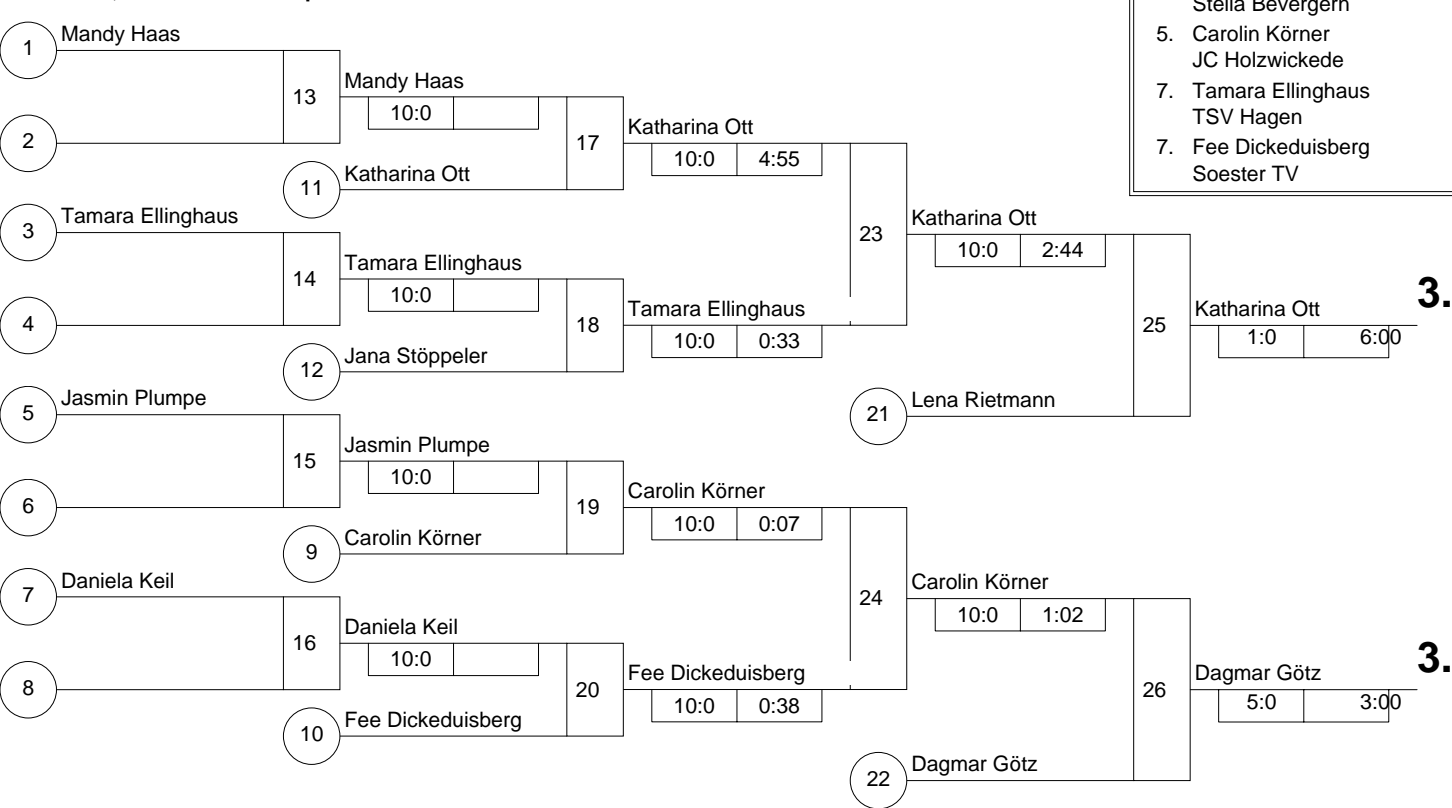 Stella Bevergern
5. Carolin Körner
JC Holzwickede
7. Tamara Ellinghaus
TSV Hagen
7. Fee Dickeduisberg
Soester TV
1 Mandy Haas
2
13
Mandy Haas
10:0
11 Katharina Ott
17
Katharina Ott
10:0 4:55
3 Tamara Ellinghaus
4
14
Tamara Ellinghaus
10:0
12 Jana Stöppeler
18
Tamara Ellinghaus
10:0 0:33
23
Katharina Ott
10:0 2:44
21 Lena Rietmann
25
Katharina Ott
1:0 6:00
3.
5 Jasmin Plumpe
6
15
Jasmin Plumpe
10:0
9 Carolin Körner
19
Carolin Körner
10:0 0:07
7 Daniela Keil
8
16
Daniela Keil
10:0
10 Fee Dickeduisberg
20
Fee Dickeduisberg
10:0 0:38
24
Carolin Körner
10:0 1:02
22 Dagmar Götz
26
Dagmar Götz
5:0 3:00
3.